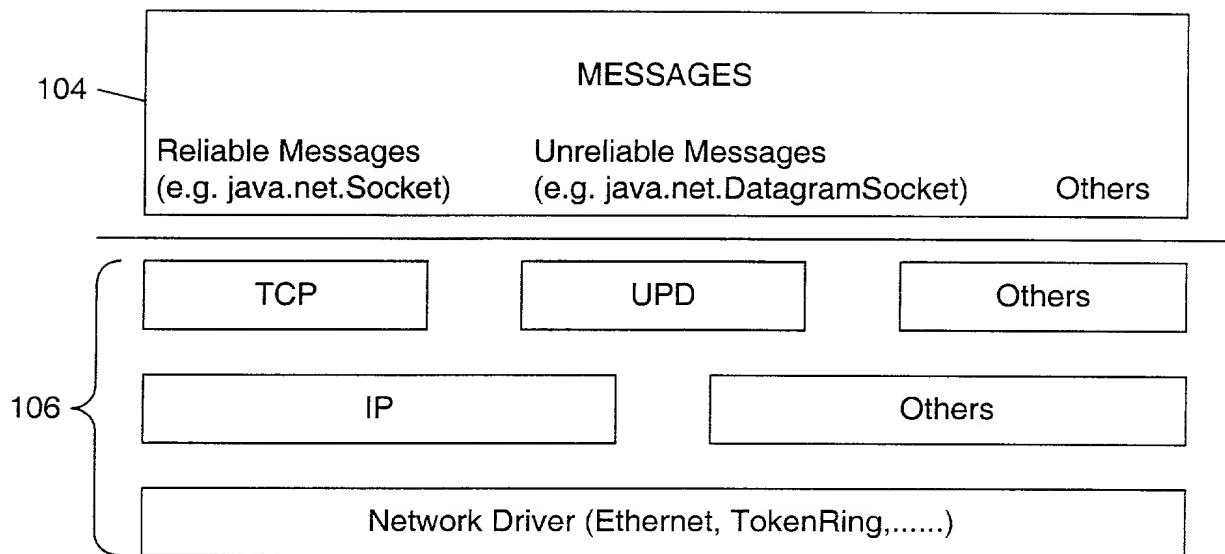 MESSAGES
104
Reliable Messages
(e.g. java.net.Socket)
Unreliable Messages
(e.g. java.net.DatagramSocket)
Others
TCP
UPD
Others
106
IP
Others
Network Driver (Ethernet, TokenRing,......)